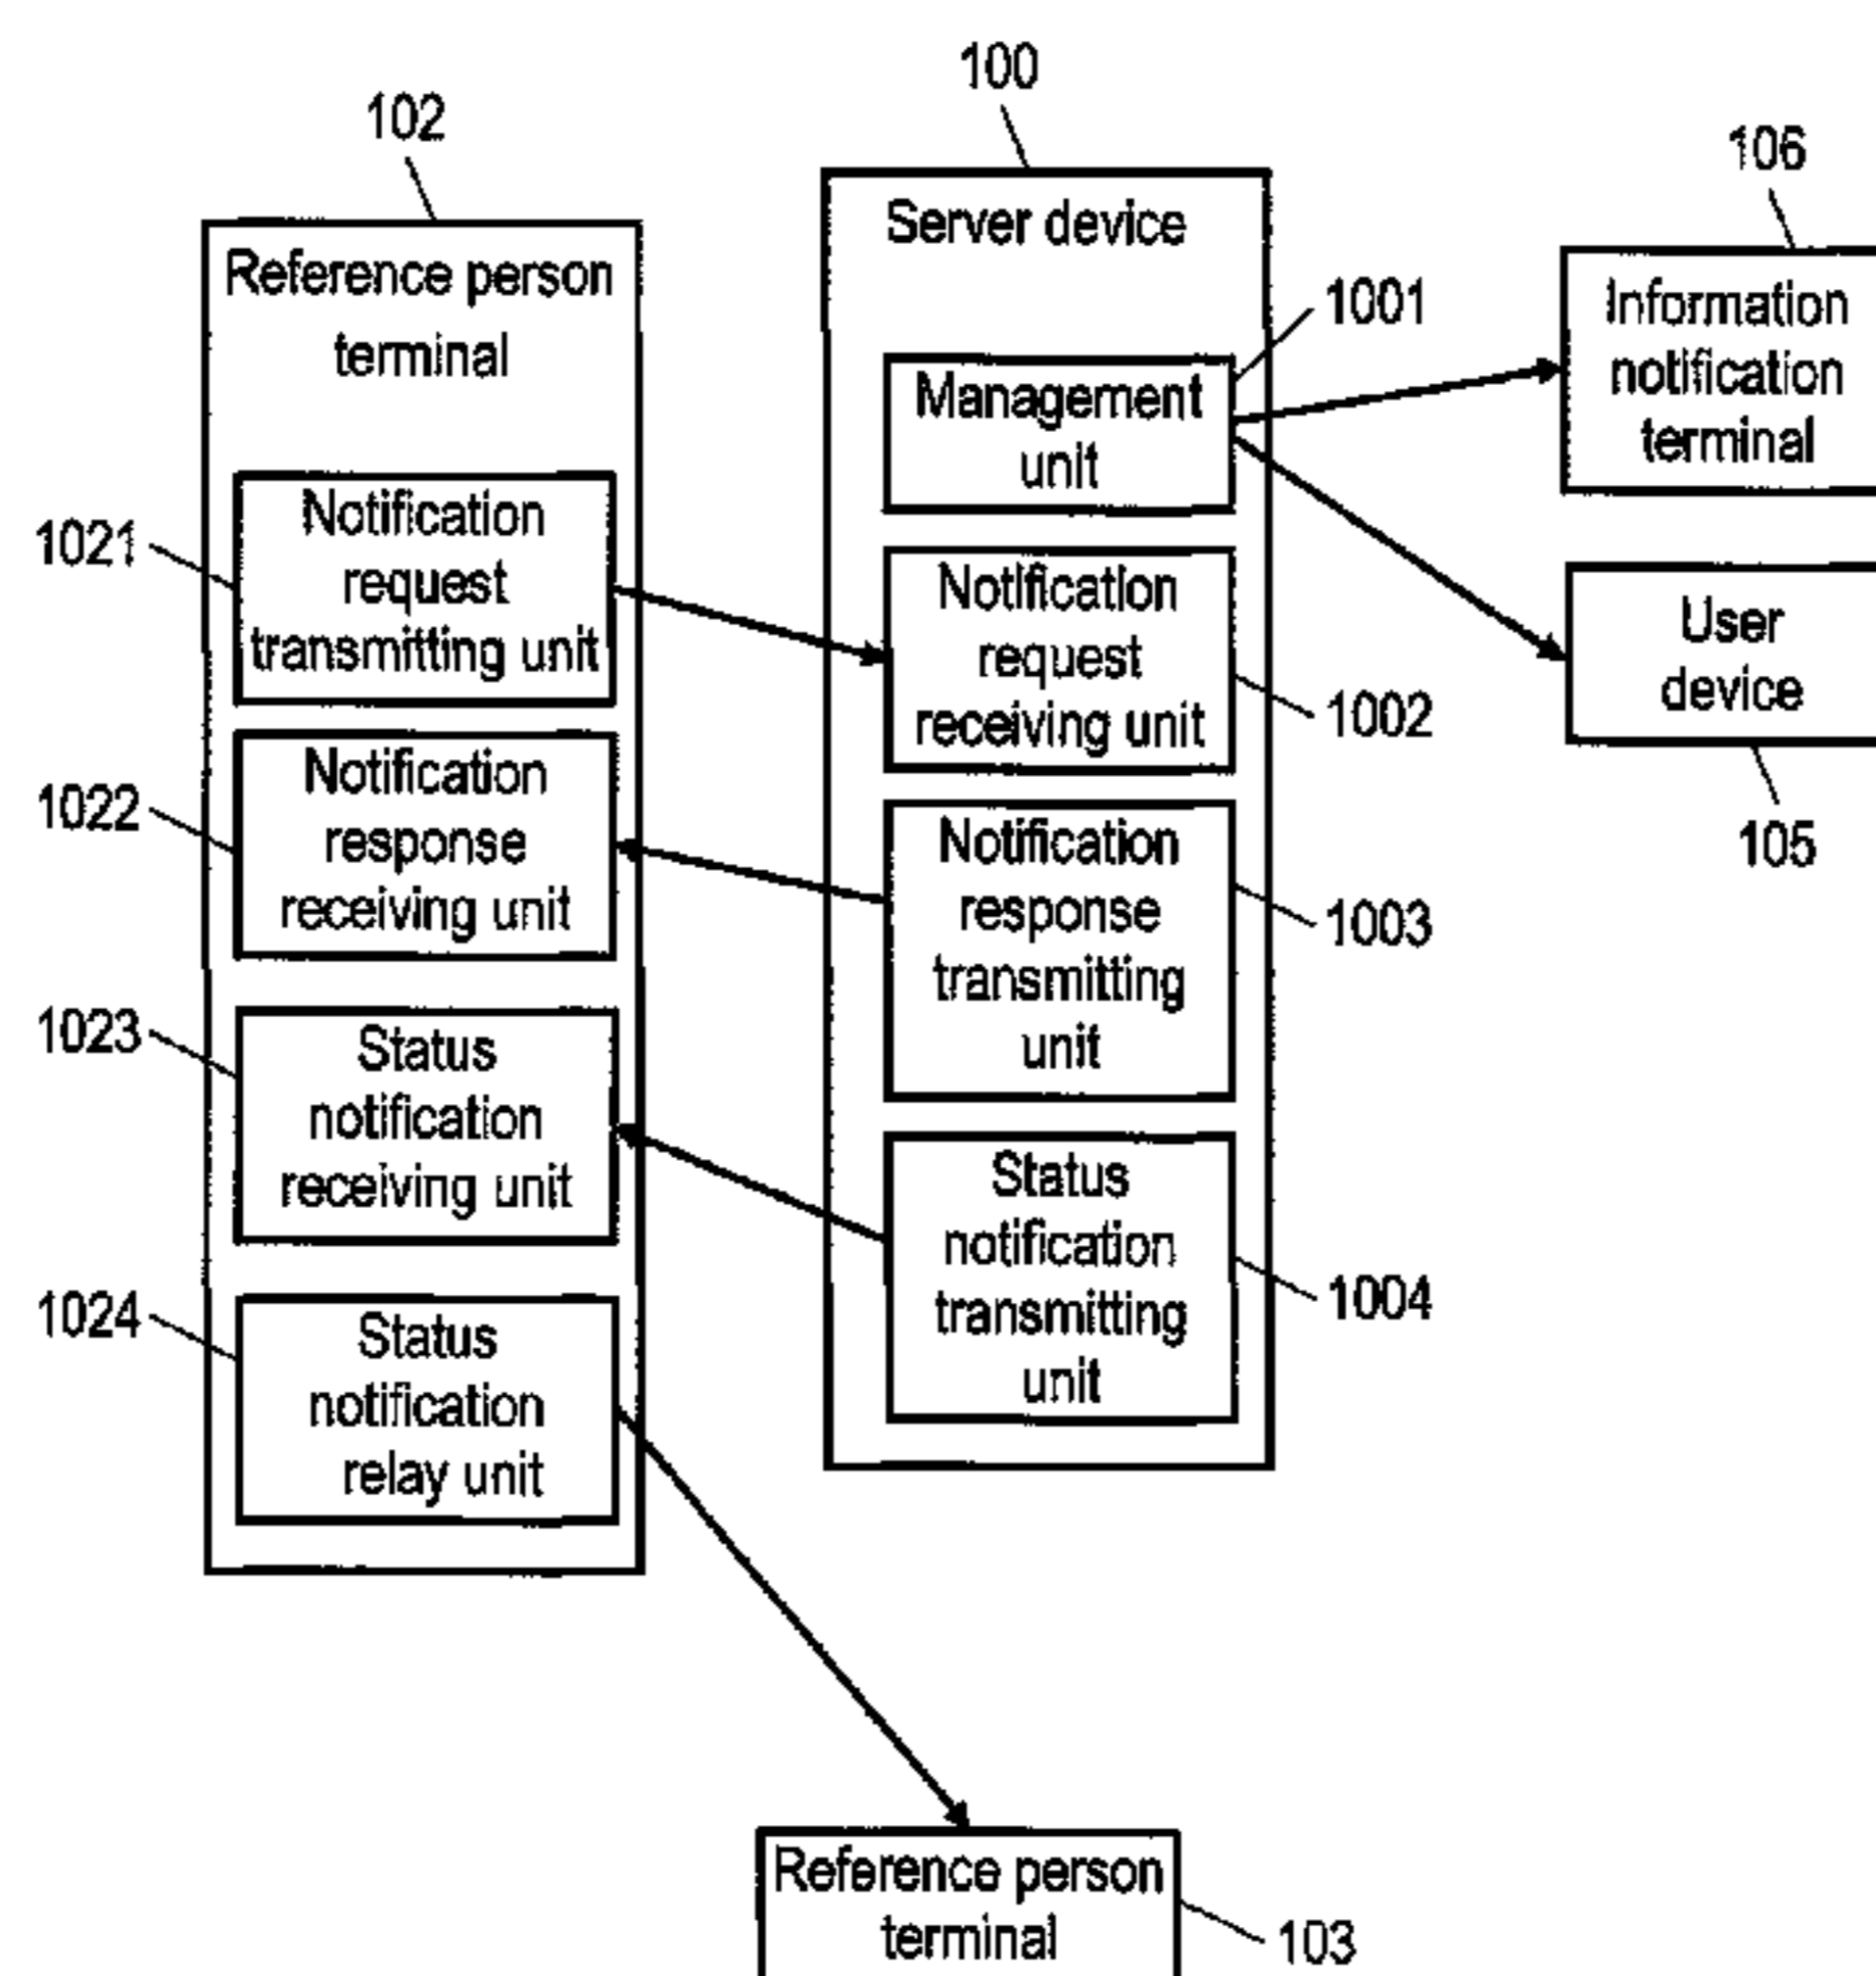 100
102
106
Server device
Reference person
terminal
1001
Information
notification
terminal
Management
unit
1021
Notification
request
transmitting unit
Notification
request
receiving unit
1002
User
device
105
1022
Notification
response
receiving unit
Notification
response
transmitting
unit
1003
1023
Status
notification
receiving unit
Status
notification
transmitting
unit
1004
1024
Status
notification
relay unit
Reference person
terminal
103